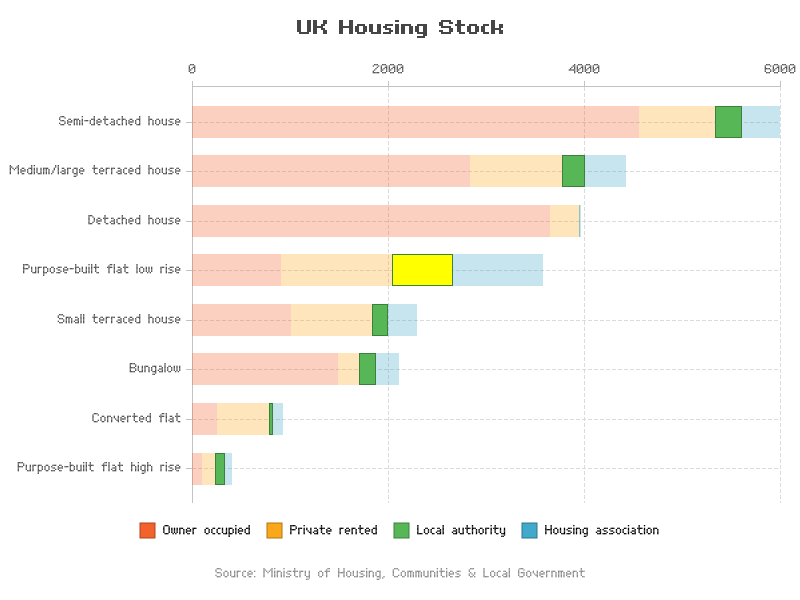 UK Housing Stock
0 2000 4000 6000
Semi-detached house
Medium/large terraced house
Detached house
Purpose-built flat low rise
Small terraced house
Bungalow
Converted flat
Purpose-built flat high rise
Owner occupied Private rented Local authority Housing association
Source: Ministry of Housing, Communities & Local Government